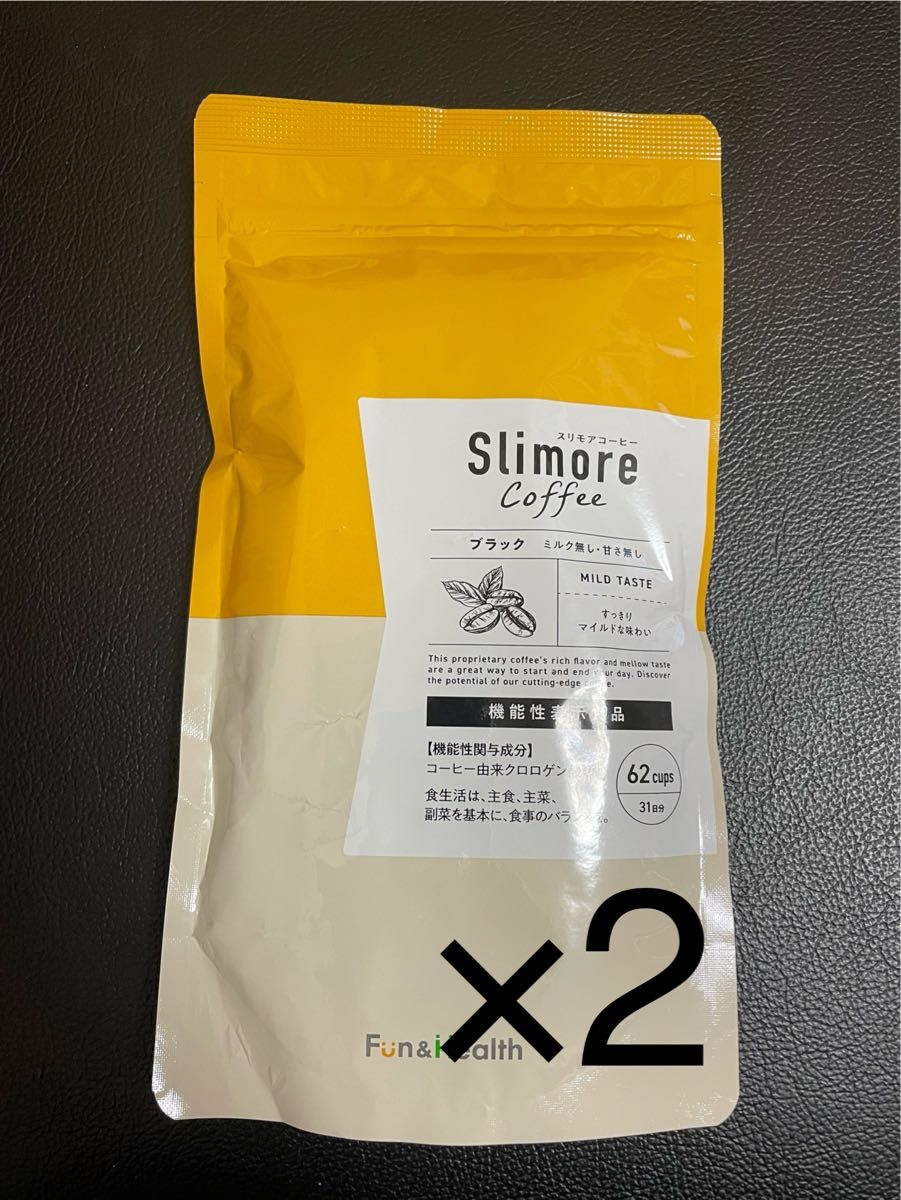 スリモアコーヒー
Slimore
Coffee
ブラック ミルク無し・甘さ無し
MILD TASTE
すっきり
マイルドな味わい
This proprietary coffee's rich flavor and mellow taste
are a great way to start and end your day. Discover
the potential of our cutting-edge coffee.
機能性表示食品
【機能性関与成分】
コーヒー由来クロロゲン
62 cups
31日分
食生活は、主食、主菜、
副菜を基本に、食事のバランスを。
×2
Fun&Health